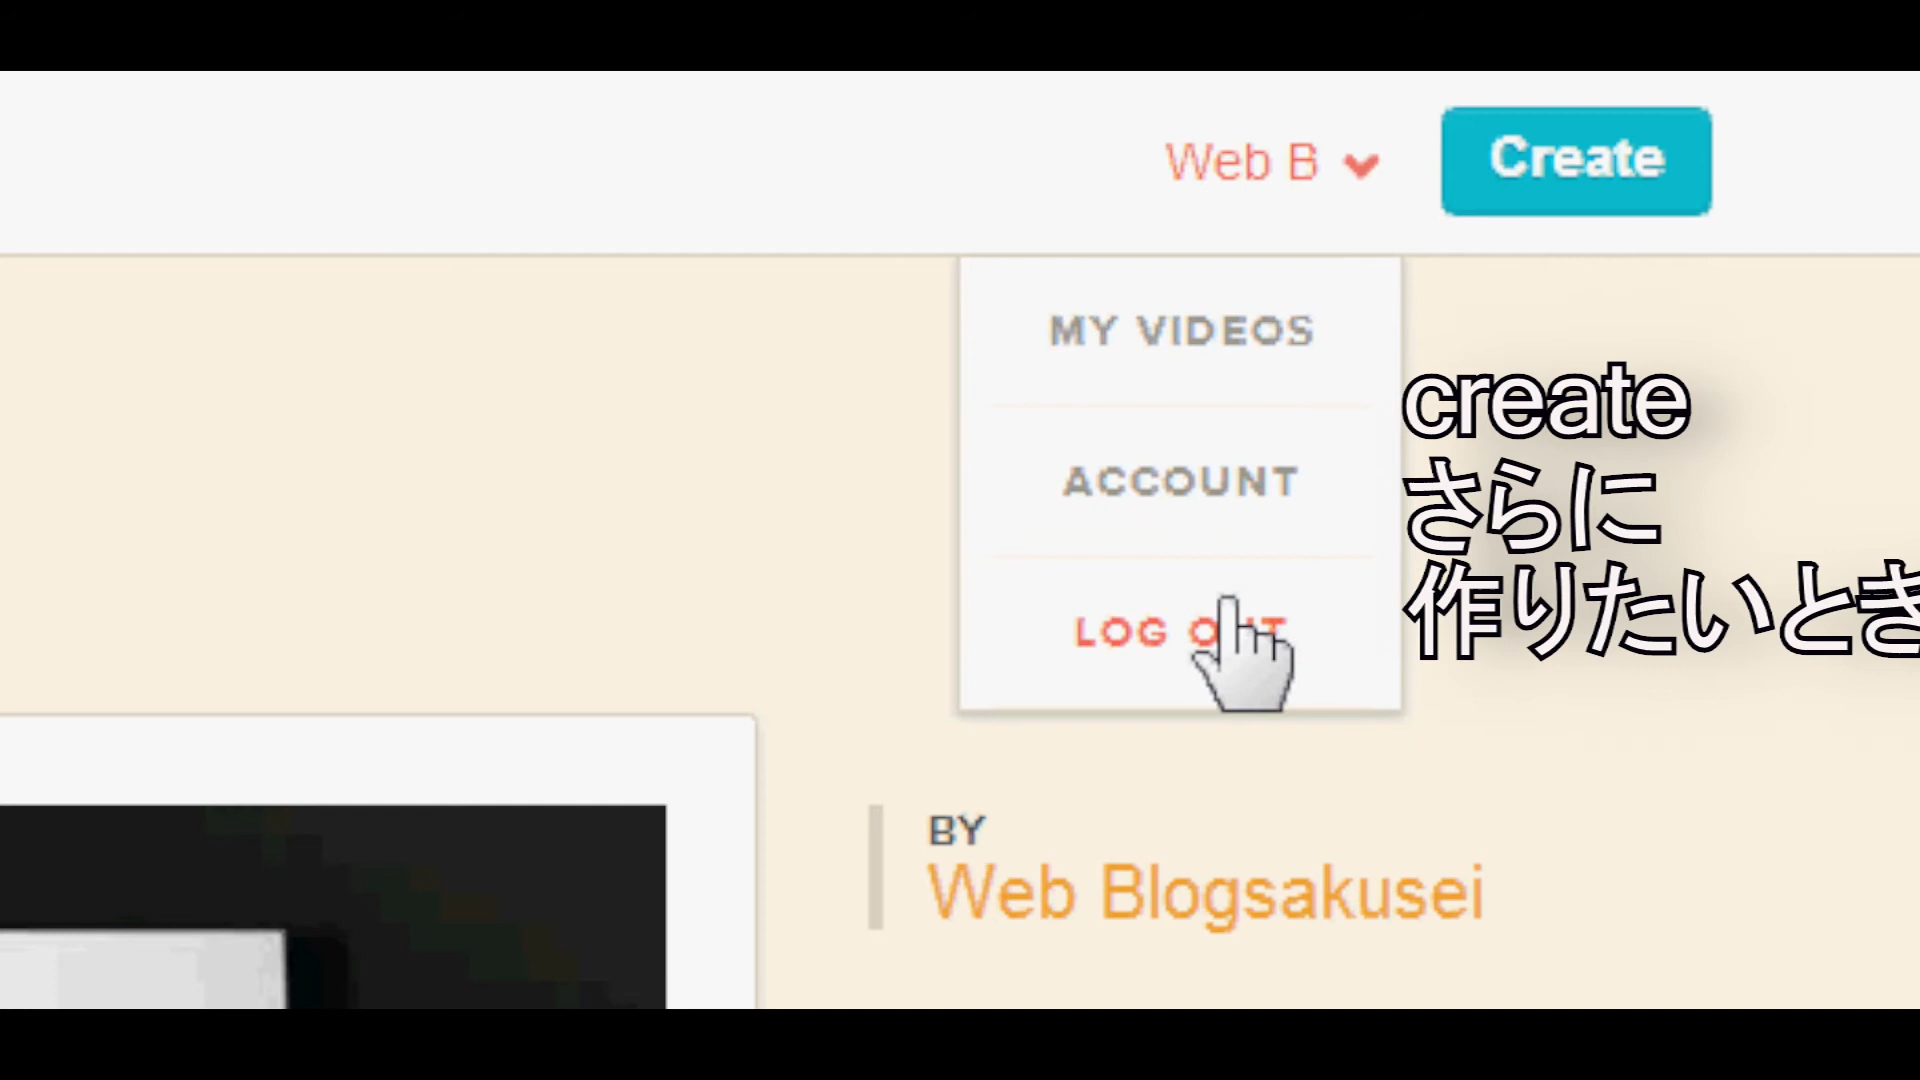 Web B
Create
MY VIDEOS
ACCOUNT
LOG OUT
create
さらに
作りたいとき
BY
Web Blogsakusei